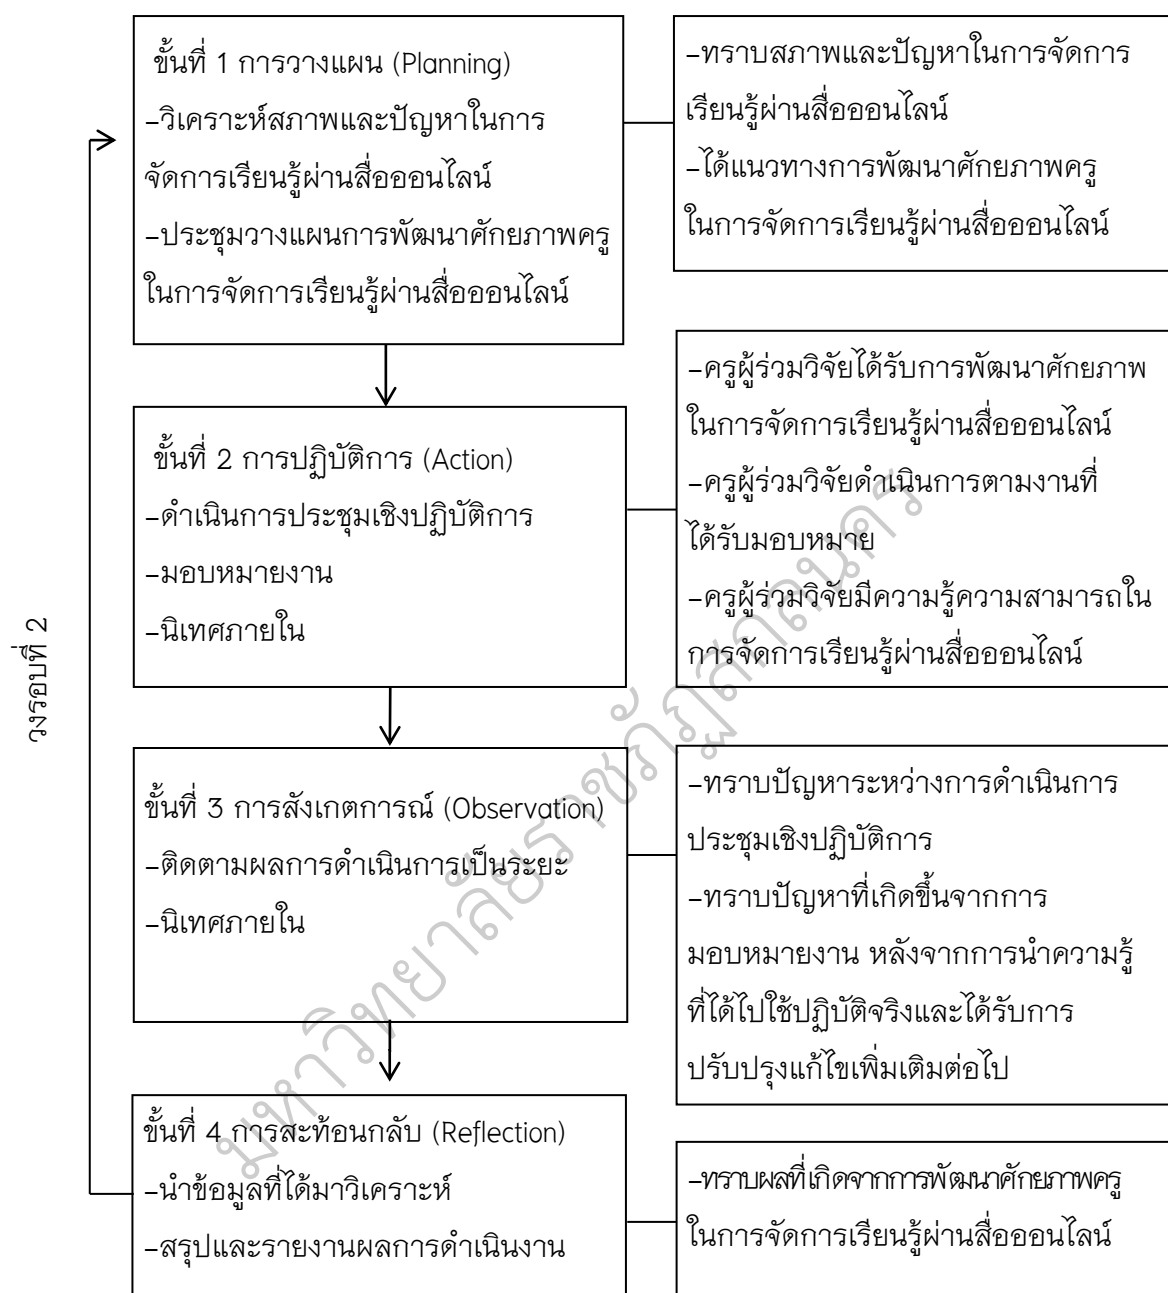 ขั้นที่ 1 การวางแผน (Planning)
-วิเคราะห์สภาพและปัญหาในการ
จัดการเรียนรู้ผ่านสื่อออนไลน์
-ประชุมวางแผนการพัฒนาศักยภาพครู
ในการจัดการเรียนรู้ผ่านสื่อออนไลน์
-ทราบสภาพและปัญหาในการจัดการ
เรียนรู้ผ่านสื่อออนไลน์
-ได้แนวทางการพัฒนาศักยภาพครู
ในการจัดการเรียนรู้ผ่านสื่อออนไลน์
ขั้นที่ 2 การปฏิบัติการ (Action)
-ดำเนินการประชุมเชิงปฏิบัติการ
-มอบหมายงาน
-นิเทศภายใน
-ครูผู้ร่วมวิจัยได้รับการพัฒนาศักยภาพ
ในการจัดการเรียนรู้ผ่านสื่อออนไลน์
-ครูผู้ร่วมวิจัยดำเนินการตามงานที่
ได้รับมอบหมาย
-ครูผู้ร่วมวิจัยมีความรู้ความสามารถใน
การจัดการเรียนรู้ผ่านสื่อออนไลน์
วงรอบที่ 2
ขั้นที่ 3 การสังเกตการณ์ (Observation)
-ติดตามผลการดำเนินการเป็นระยะ
-นิเทศภายใน
-ทราบปัญหาระหว่างการดำเนินการ
ประชุมเชิงปฏิบัติการ
-ทราบปัญหาที่เกิดขึ้นจากการ
มอบหมายงาน หลังจากการนำความรู้
ที่ได้ไปใช้ปฏิบัติจริงและได้รับการ
ปรับปรุงแก้ไขเพิ่มเติมต่อไป
ขั้นที่ 4 การสะท้อนกลับ (Reflection)
-นำข้อมูลที่ได้มาวิเคราะห์
-สรุปและรายงานผลการดำเนินงาน
-ทราบผลที่เกิดจากการพัฒนาศักยภาพครู
ในการจัดการเรียนรู้ผ่านสื่อออนไลน์
มหาวิทยาลัยราชภัฏสกลนคร